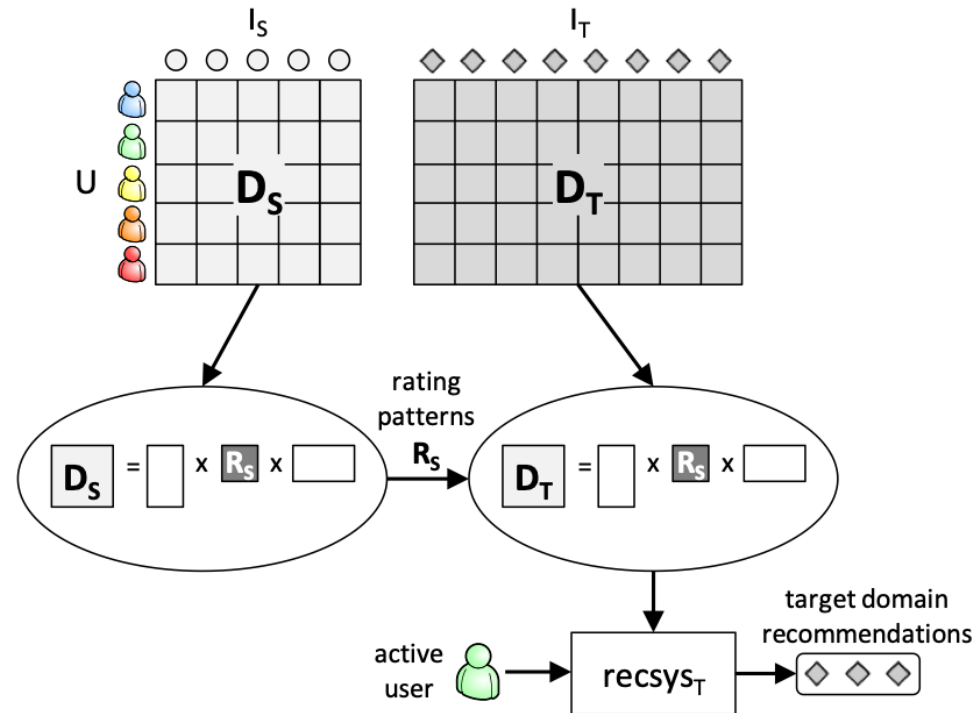 I_S
I_T
U
D_S
D_T
rating
patterns
R_S
D_S = x R_S x
D_T = x R_S x
target domain
recommendations
active
user
recsys_T